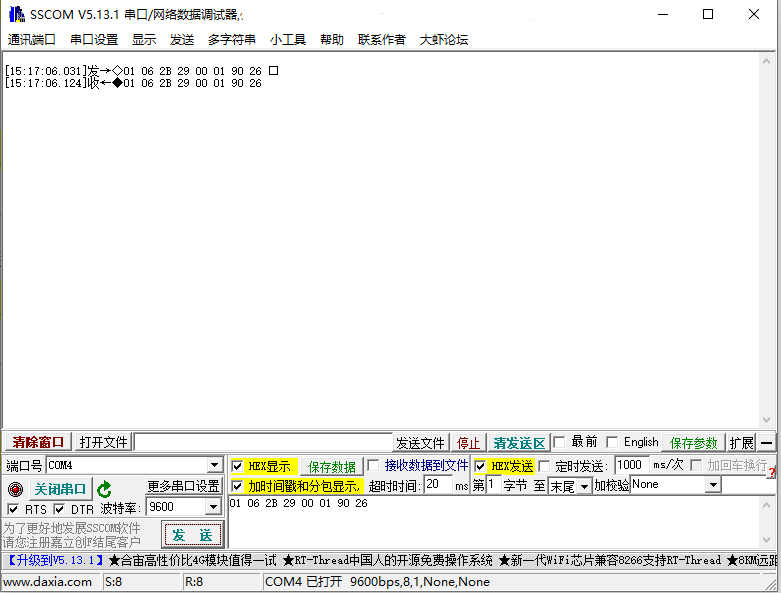 SSCOM V5.13.1 串口/网络数据调试器,
通讯端口 串口设置 显示 发送 多字符串 小工具 帮助 联系作者 大虾论坛
[15:17:06.031]发→◇01 06 2B 29 00 01 90 26 □
[15:17:06.124]收←◆01 06 2B 29 00 01 90 26
清除窗口 打开文件 发送文件 停止 清发送区 最前 English 保存参数 扩展 —
端口号 COM4 HEX显示 保存数据 接收数据到文件 HEX发送 定时发送: 1000 ms/次 加回车换行
关闭串口 更多串口设置 加时间戳和分包显示, 超时时间: 20 ms 第 1 字节 至 末尾 加校验 None
RTS DTR 波特率: 9600 01 06 2B 29 00 01 90 26
为了更好地发展SSCOM软件
请您注册嘉立创F结尾客户
发 送
【升级到V5.13.1】★合宙高性价比4G模块值得一试 ★RT-Thread中国人的开源免费操作系统 ★新一代WiFi芯片兼容8266支持RT-Thread ★8KM远距
www.daxia.com S:8 R:8 COM4 已打开 9600bps,8,1,None,None